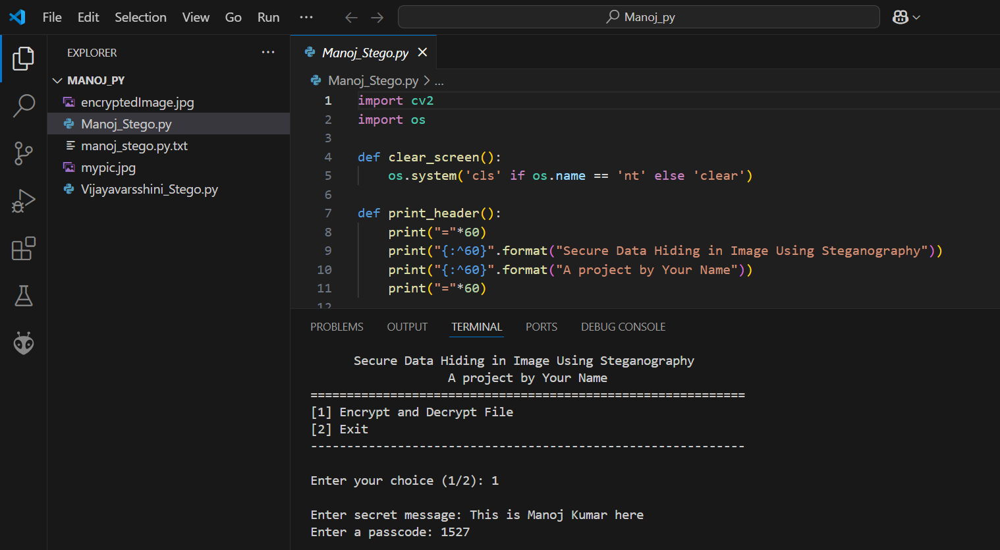 File Edit Selection View Go Run ... Manoj_py
EXPLORER ...
MANOJ_PY
encryptedImage.jpg
Manoj_Stego.py
manoj_stego.py.txt
mypic.jpg
Vijayavarsshini_Stego.py
Manoj_Stego.py
Manoj_Stego.py > ...
1 import cv2
2 import os
3
4 def clear_screen():
5     os.system('cls' if os.name == 'nt' else 'clear')
6
7 def print_header():
8     print("="*60)
9     print("{:^60}".format("Secure Data Hiding in Image Using Steganography"))
10     print("{:^60}".format("A project by Your Name"))
11     print("="*60)
12
PROBLEMS OUTPUT TERMINAL PORTS DEBUG CONSOLE
Secure Data Hiding in Image Using Steganography
A project by Your Name
============================================================
[1] Encrypt and Decrypt File
[2] Exit
------------------------------------------------------------
Enter your choice (1/2): 1
Enter secret message: This is Manoj Kumar here
Enter a passcode: 1527